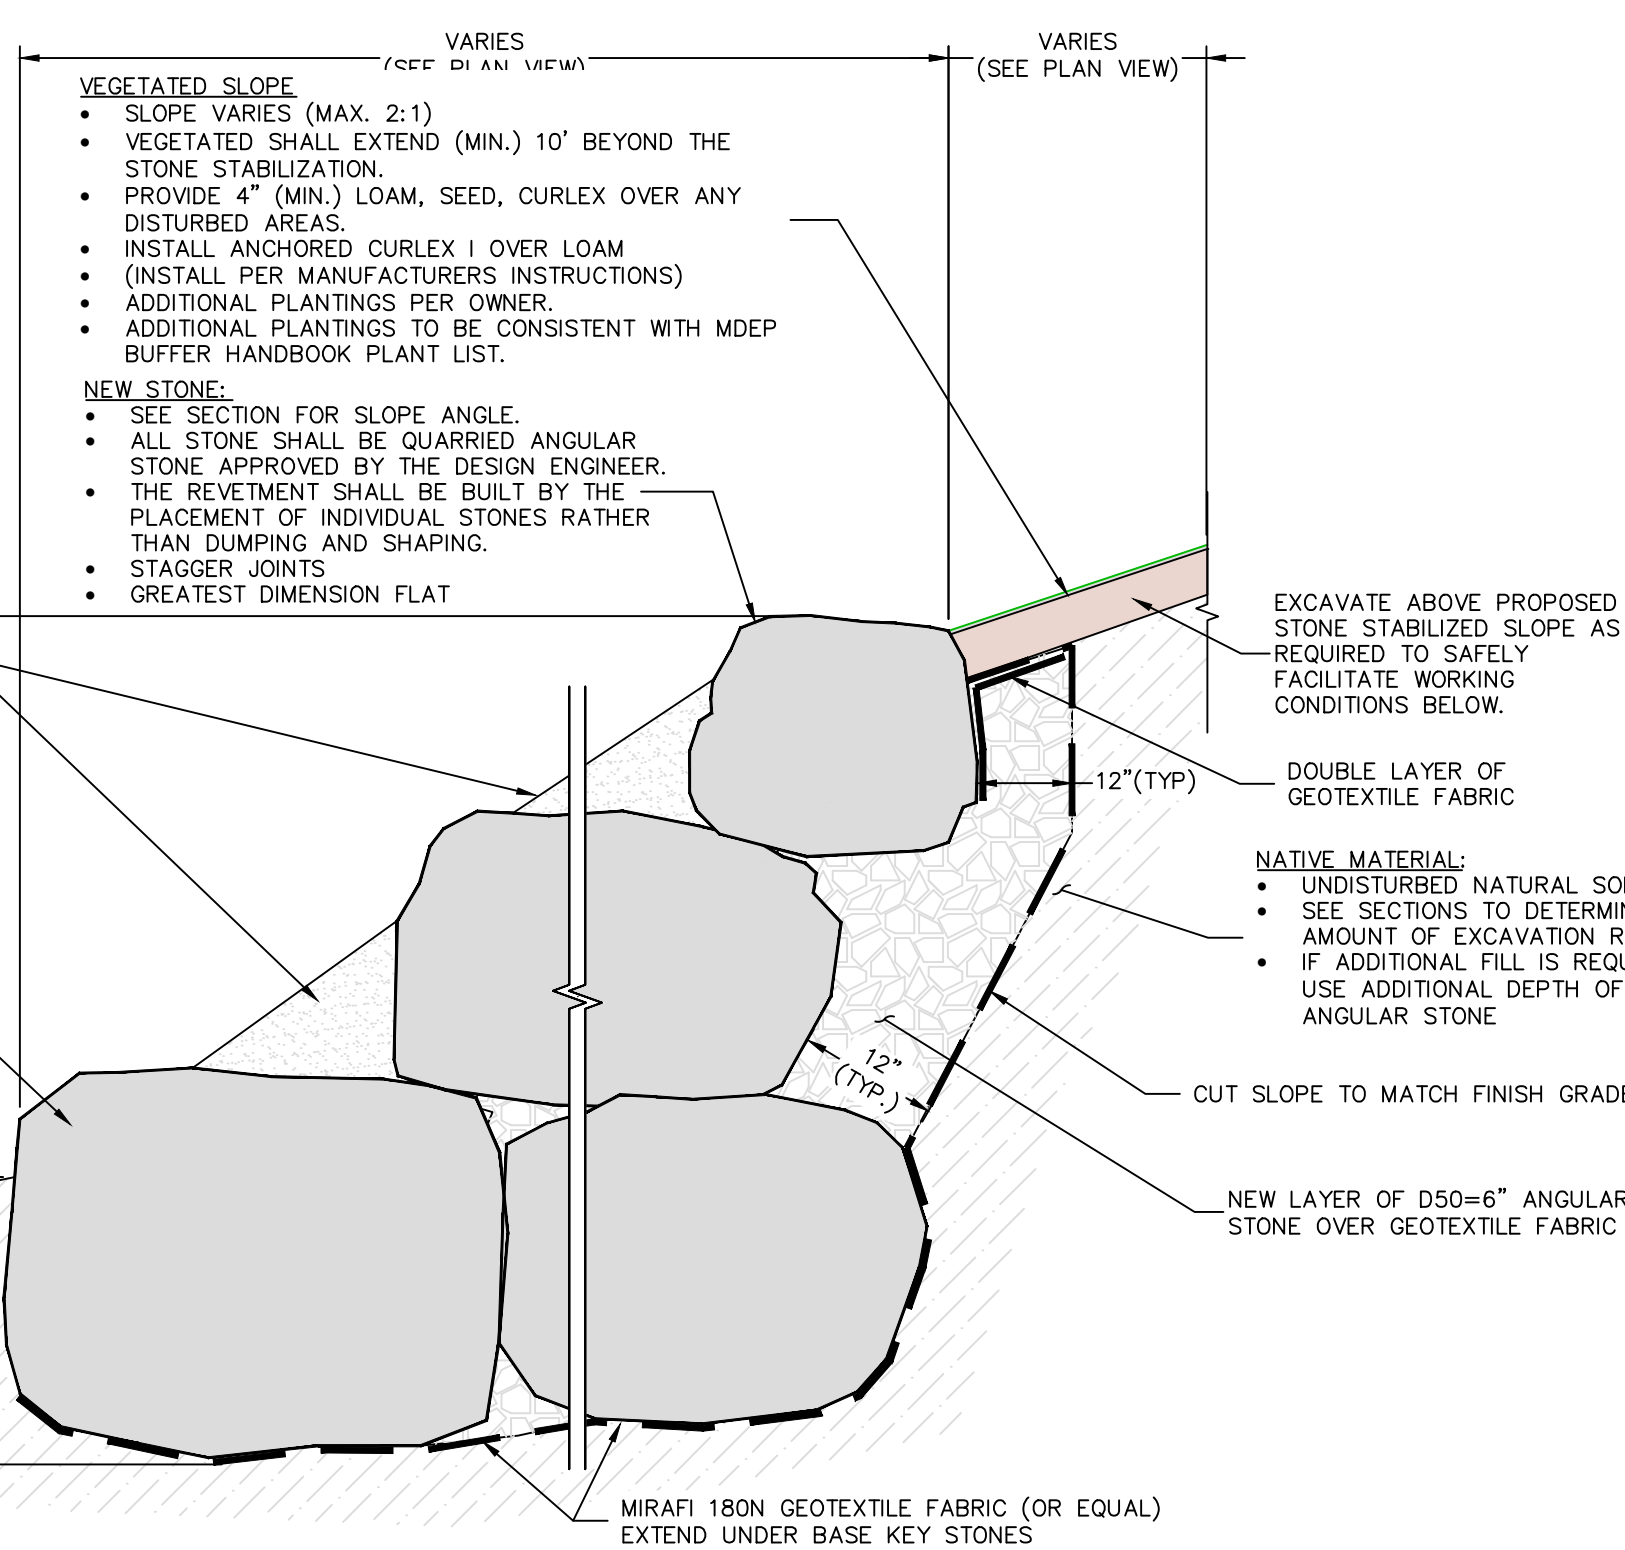 VARIES
(SEE PLAN VIEW)
VARIES
(SEE PLAN VIEW)
VEGETATED SLOPE
• SLOPE VARIES (MAX. 2:1)
• VEGETATED SHALL EXTEND (MIN.) 10' BEYOND THE
STONE STABILIZATION.
• PROVIDE 4" (MIN.) LOAM, SEED, CURLEX OVER ANY
DISTURBED AREAS.
• INSTALL ANCHORED CURLEX I OVER LOAM
• (INSTALL PER MANUFACTURERS INSTRUCTIONS)
• ADDITIONAL PLANTINGS PER OWNER.
• ADDITIONAL PLANTINGS TO BE CONSISTENT WITH MDEP
BUFFER HANDBOOK PLANT LIST.
NEW STONE:
• SEE SECTION FOR SLOPE ANGLE.
• ALL STONE SHALL BE QUARRIED ANGULAR
STONE APPROVED BY THE DESIGN ENGINEER.
• THE REVETMENT SHALL BE BUILT BY THE
PLACEMENT OF INDIVIDUAL STONES RATHER
THAN DUMPING AND SHAPING.
• STAGGER JOINTS
• GREATEST DIMENSION FLAT
EXCAVATE ABOVE PROPOSED
STONE STABILIZED SLOPE AS
REQUIRED TO SAFELY
FACILITATE WORKING
CONDITIONS BELOW.
DOUBLE LAYER OF
GEOTEXTILE FABRIC
12"(TYP)
NATIVE MATERIAL:
• UNDISTURBED NATURAL
• SEE SECTIONS TO
AMOUNT OF EXCAVATION
• IF ADDITIONAL FILL IS
USE ADDITIONAL DEPTH OF
ANGULAR STONE
12"
(TYP.)
CUT SLOPE TO MATCH FINISH GRADE
NEW LAYER OF D50=6" ANGULAR
STONE OVER GEOTEXTILE FABRIC
MIRAFI 180N GEOTEXTILE FABRIC (OR EQUAL)
EXTEND UNDER BASE KEY STONES